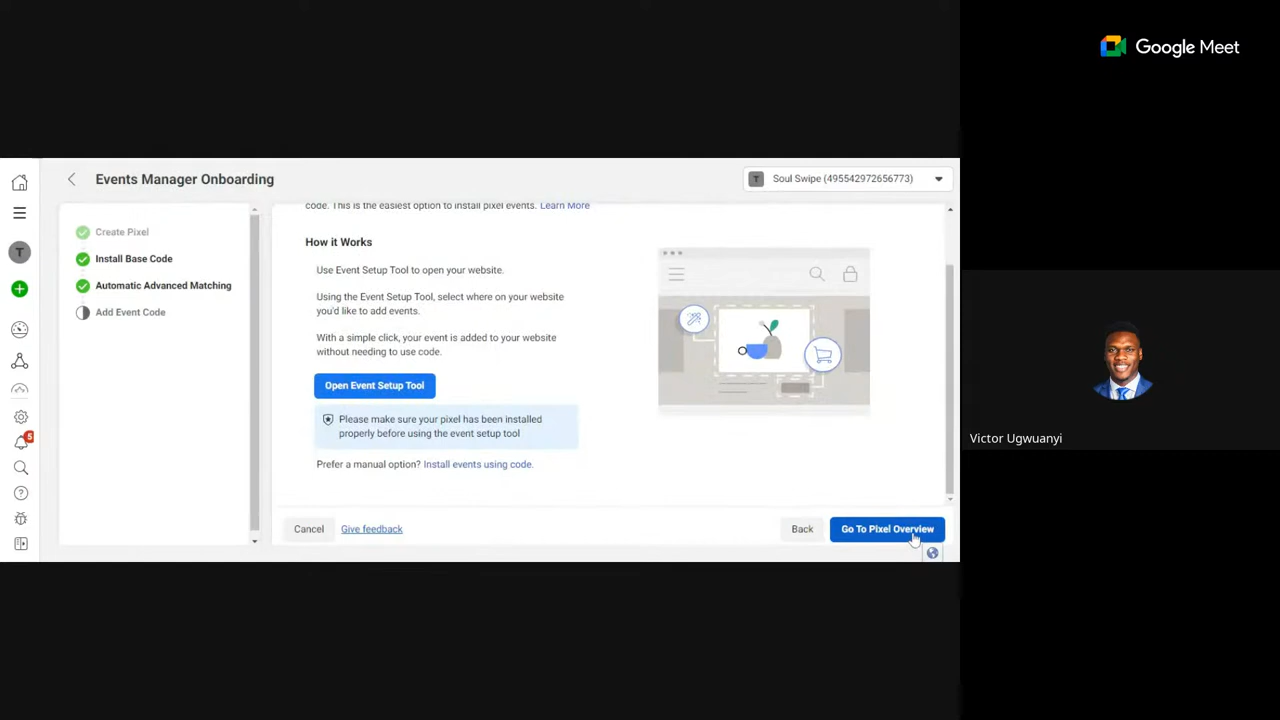 Google Meet
Events Manager Onboarding
T
Soul Swipe (495542972656773)
Create Pixel
Install Base Code
Automatic Advanced Matching
Add Event Code
T
5
code. This is the easiest option to install pixel events. Learn More
How it Works
Use Event Setup Tool to open your website.
Using the Event Setup Tool, select where on your website
you'd like to add events.
With a simple click, your event is added to your website
without needing to use code.
Open Event Setup Tool
Please make sure your pixel has been installed
properly before using the event setup tool
Prefer a manual option? Install events using code.
Cancel
Give feedback
Back
Go To Pixel Overview
Victor Ugwuanyi